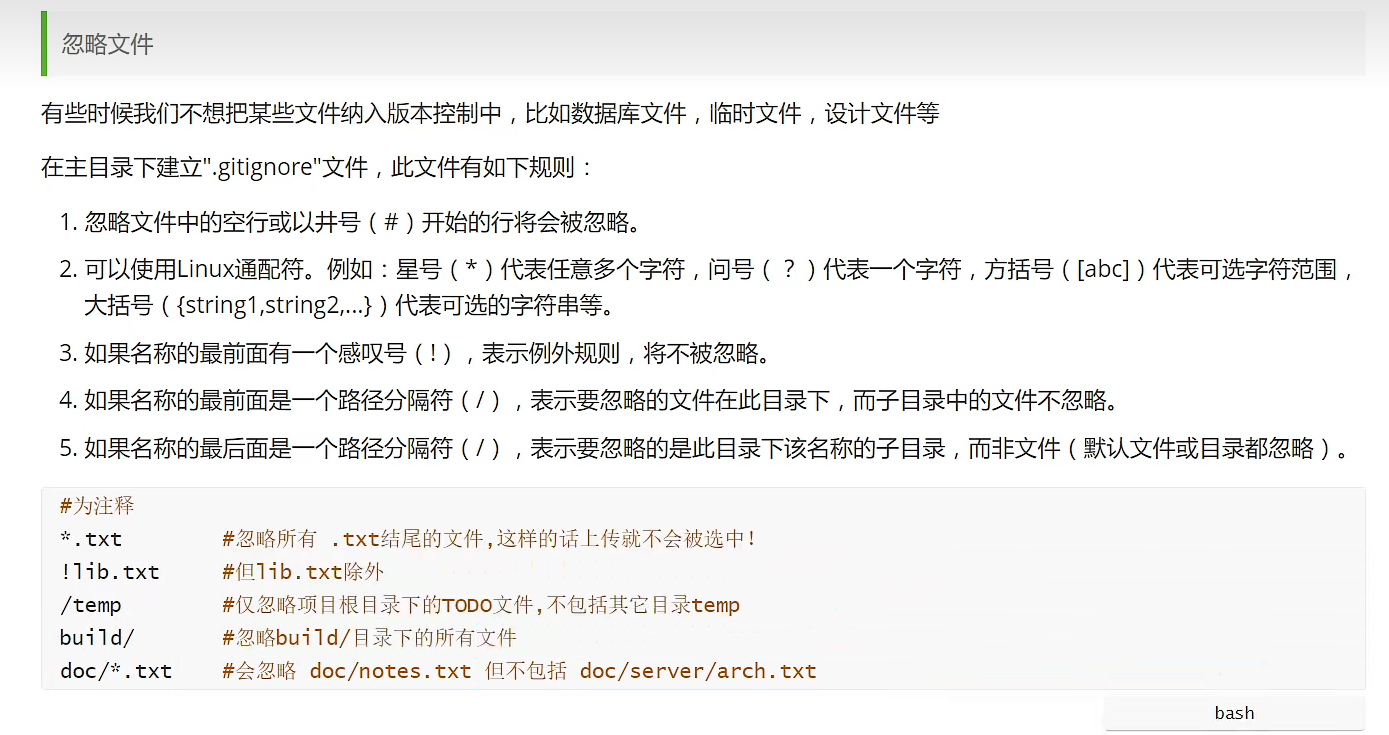 忽略文件
有些时候我们不想把某些文件纳入版本控制中，比如数据库文件，临时文件，设计文件等
在主目录下建立".gitignore"文件，此文件有如下规则：
1. 忽略文件中的空行或以井号（#）开始的行将会被忽略。
2. 可以使用Linux通配符。例如：星号（*）代表任意多个字符，问号（？）代表一个字符，方括号（[abc]）代表可选字符范围，
大括号（{string1,string2,...}）代表可选的字符串等。
3. 如果名称的最前面有一个感叹号（!），表示例外规则，将不被忽略。
4. 如果名称的最前面是一个路径分隔符（/），表示要忽略的文件在此目录下，而子目录中的文件不忽略。
5. 如果名称的最后面是一个路径分隔符（/），表示要忽略的是此目录下该名称的子目录，而非文件（默认文件或目录都忽略）。
#为注释
*.txt        #忽略所有 .txt结尾的文件,这样的话上传就不会被选中！
!lib.txt     #但lib.txt除外
/temp        #仅忽略项目根目录下的TODO文件,不包括其它目录temp
build/       #忽略build/目录下的所有文件
doc/*.txt    #会忽略 doc/notes.txt 但不包括 doc/server/arch.txt
bash